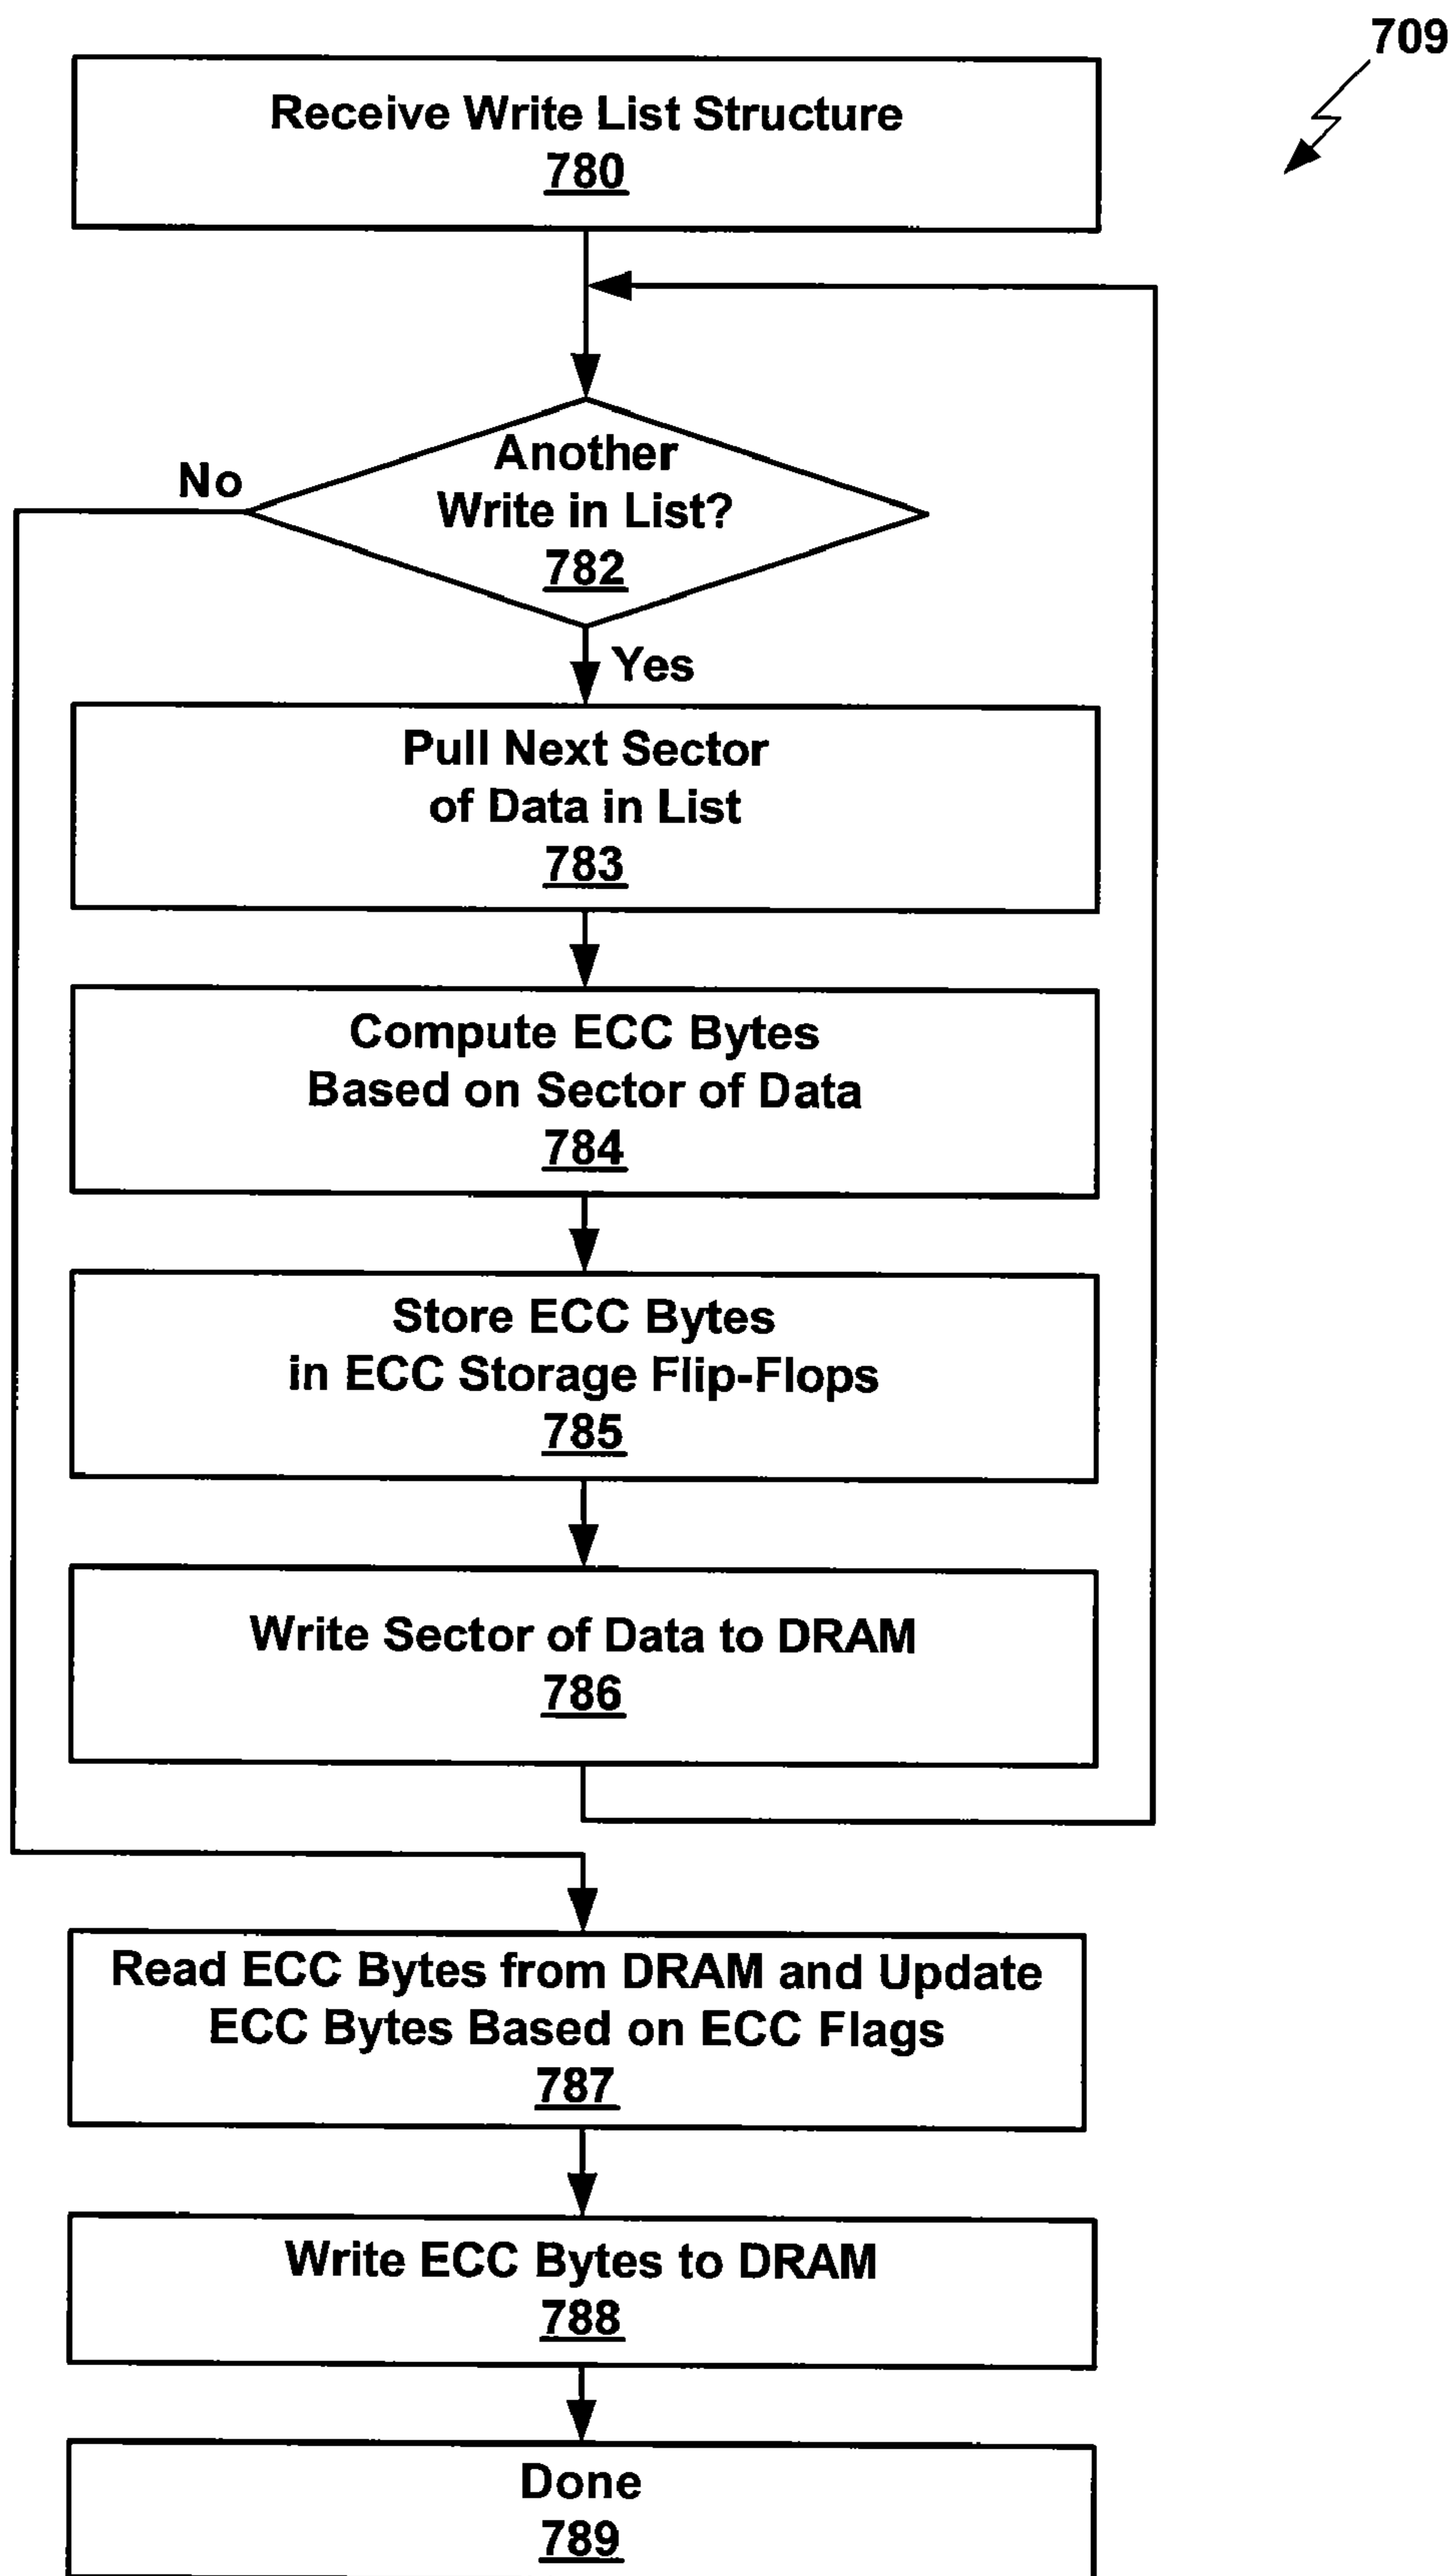 709
Receive Write List Structure
780
Another
Write in List?
782
No
Yes
Pull Next Sector
of Data in List
783
Compute ECC Bytes
Based on Sector of Data
784
Store ECC Bytes
in ECC Storage Flip-Flops
785
Write Sector of Data to DRAM
786
Read ECC Bytes from DRAM and Update
ECC Bytes Based on ECC Flags
787
Write ECC Bytes to DRAM
788
Done
789